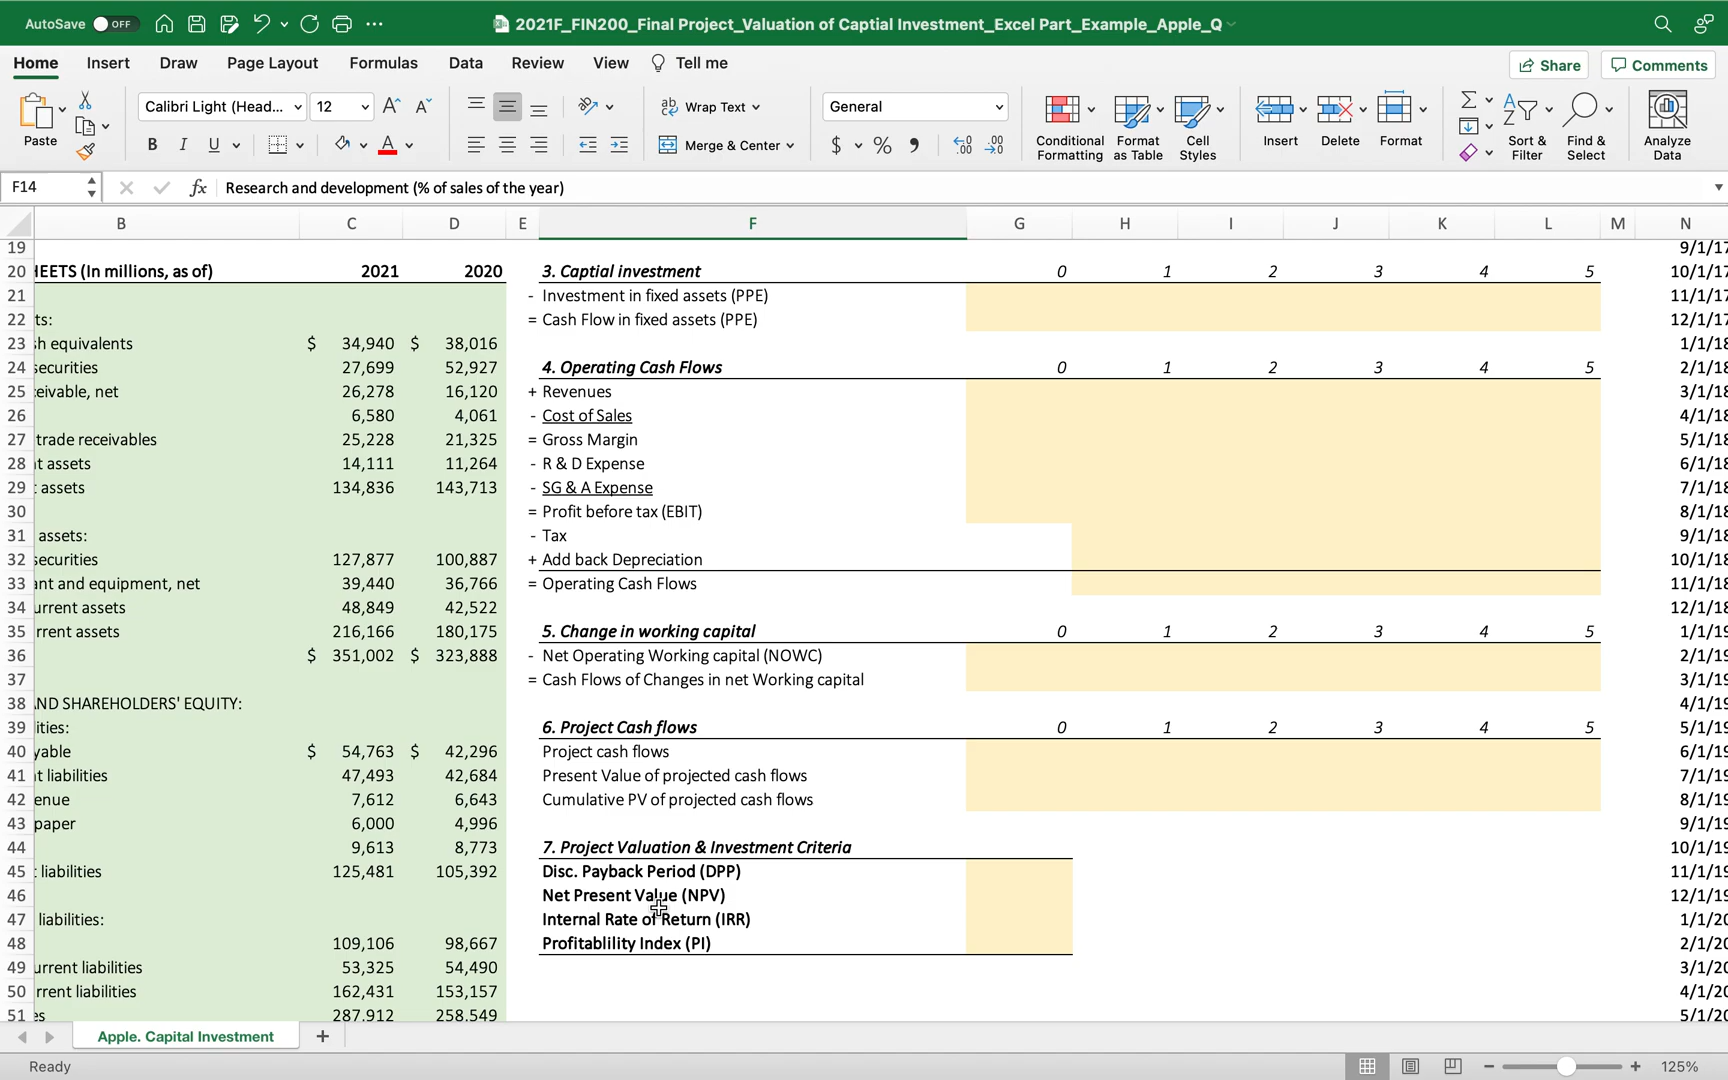 AutoSave OFF 2021F_FIN200_Final Project_Valuation of Captial Investment_Excel Part_Example_Apple_Q
Home Insert Draw Page Layout Formulas Data Review View Tell me Share Comments
Paste Calibri Light (Head... 12 Wrap Text General Conditional Formatting Format as Table Cell Styles Insert Delete Format Sort & Filter Find & Select Analyze Data
B I U A Merge & Center $ % 9
F14 fx Research and development (% of sales of the year)
B C D E F G H I J K L M N
19 9/1/17
20 HEETS (In millions, as of) 2021 2020 3. Captial investment 0 1 2 3 4 5 10/1/17
21 - Investment in fixed assets (PPE) 11/1/17
22 ts: = Cash Flow in fixed assets (PPE) 12/1/17
23 sh equivalents $ 34,940 $ 38,016 1/1/18
24 securities 27,699 52,927 4. Operating Cash Flows 0 1 2 3 4 5 2/1/18
25 eivable, net 26,278 16,120 + Revenues 3/1/18
26 6,580 4,061 - Cost of Sales 4/1/18
27 trade receivables 25,228 21,325 = Gross Margin 5/1/18
28 t assets 14,111 11,264 - R & D Expense 6/1/18
29 t assets 134,836 143,713 - SG & A Expense 7/1/18
30 = Profit before tax (EBIT) 8/1/18
31 assets: - Tax 9/1/18
32 securities 127,877 100,887 + Add back Depreciation 10/1/18
33 ant and equipment, net 39,440 36,766 = Operating Cash Flows 11/1/18
34 urrent assets 48,849 42,522 12/1/18
35 rrent assets 216,166 180,175 5. Change in working capital 0 1 2 3 4 5 1/1/19
36 $ 351,002 $ 323,888 - Net Operating Working capital (NOWC) 2/1/19
37 = Cash Flows of Changes in net Working capital 3/1/19
38 AND SHAREHOLDERS' EQUITY: 4/1/19
39 ities: 6. Project Cash flows 0 1 2 3 4 5 5/1/19
40 yable $ 54,763 $ 42,296 Project cash flows 6/1/19
41 t liabilities 47,493 42,684 Present Value of projected cash flows 7/1/19
42 enue 7,612 6,643 Cumulative PV of projected cash flows 8/1/19
43 paper 6,000 4,996 9/1/19
44 9,613 8,773 7. Project Valuation & Investment Criteria 10/1/19
45 t liabilities 125,481 105,392 Disc. Payback Period (DPP) 11/1/19
46 Net Present Value (NPV) 12/1/19
47 liabilities: Internal Rate of Return (IRR) 1/1/20
48 109,106 98,667 Profitablility Index (PI) 2/1/20
49 urrent liabilities 53,325 54,490 3/1/20
50 rrent liabilities 162,431 153,157 4/1/20
51 es 287,912 258,549 5/1/20
Apple. Capital Investment
Ready 125%